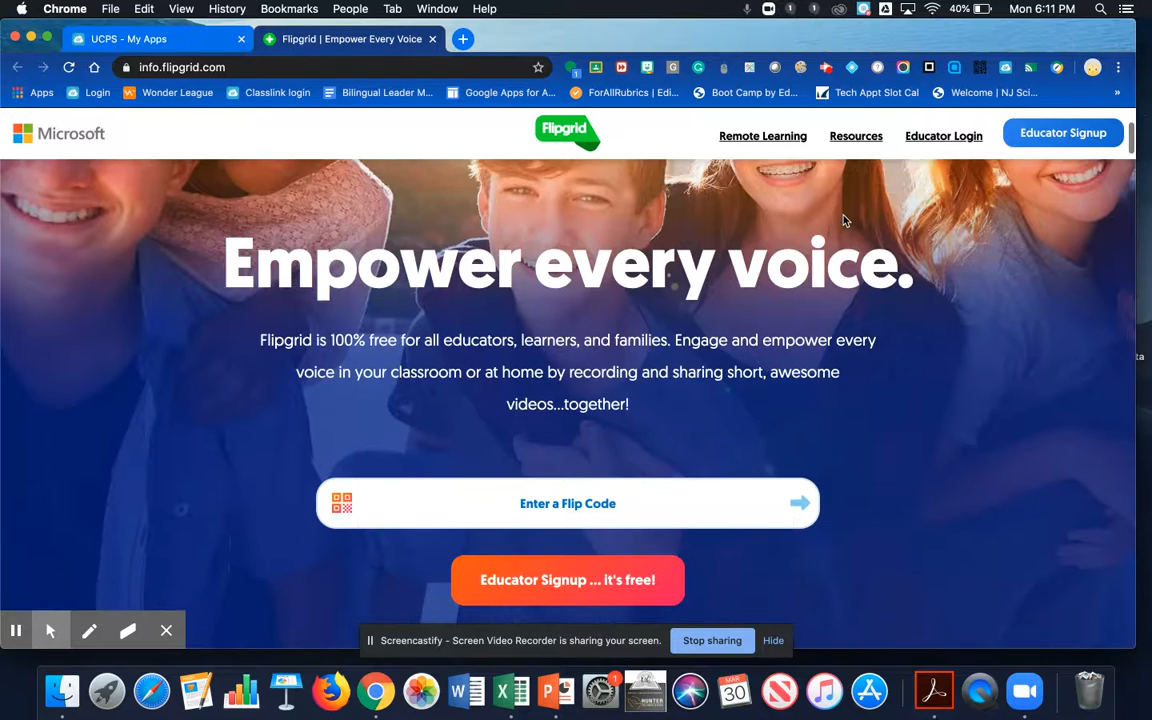 Chrome File Edit View History Bookmarks People Tab Window Help 1 1 40% Mon 6:11 PM
UCPS - My Apps Flipgrid | Empower Every Voice
info.flipgrid.com
Apps Login Wonder League Classlink login Bilingual Leader M... Google Apps for A... ForAllRubrics | Edi... Boot Camp by Ed... Tech Appt Slot Cal Welcome | NJ Sci... »
Microsoft Flipgrid Remote Learning Resources Educator Login Educator Signup
Empower every voice.
Flipgrid is 100% free for all educators, learners, and families. Engage and empower every
voice in your classroom or at home by recording and sharing short, awesome
videos...together!
Enter a Flip Code
Educator Signup ... it's free!
Screencastify - Screen Video Recorder is sharing your screen. Stop sharing Hide
MAR
30
1